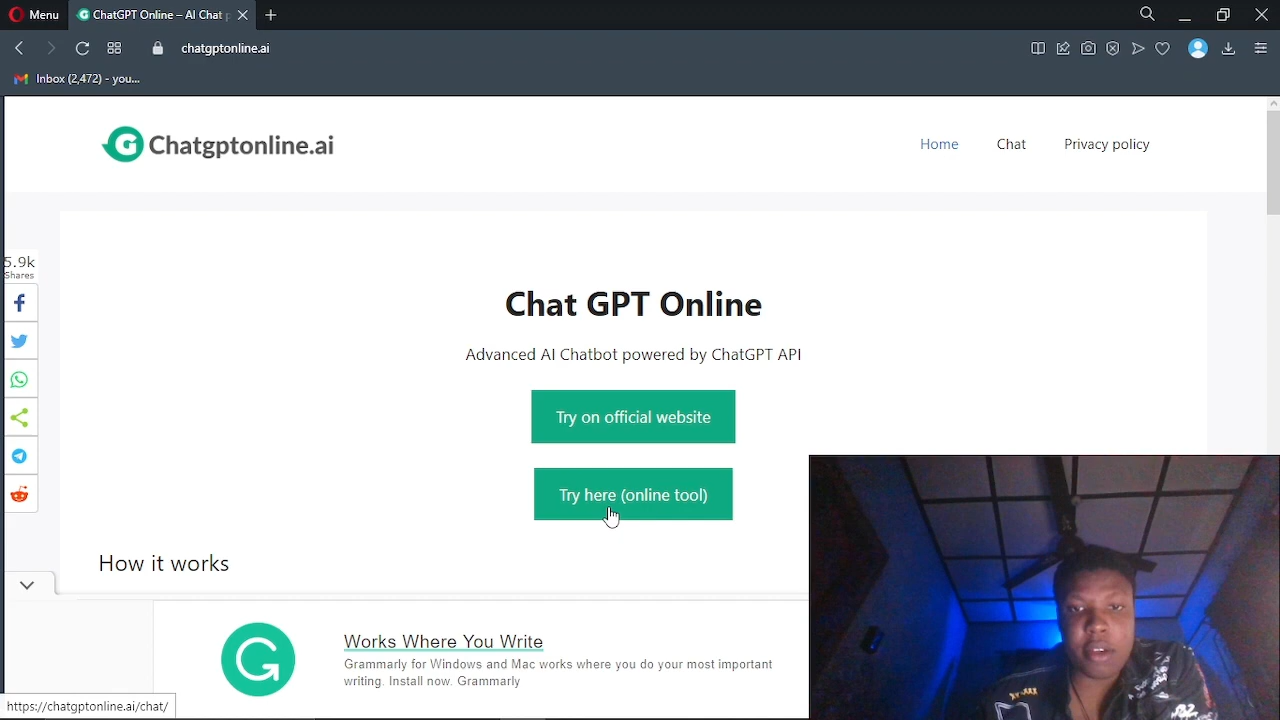 Menu
ChatGPT Online – AI Chat
chatgptonline.ai
Inbox (2,472) - you...
Chatgptonline.ai
Home
Chat
Privacy policy
5.9k
Shares
Chat GPT Online
Advanced AI Chatbot powered by ChatGPT API
Try on official website
Try here (online tool)
How it works
Works Where You Write
Grammarly for Windows and Mac works where you do your most important
writing. Install now. Grammarly
https://chatgptonline.ai/chat/